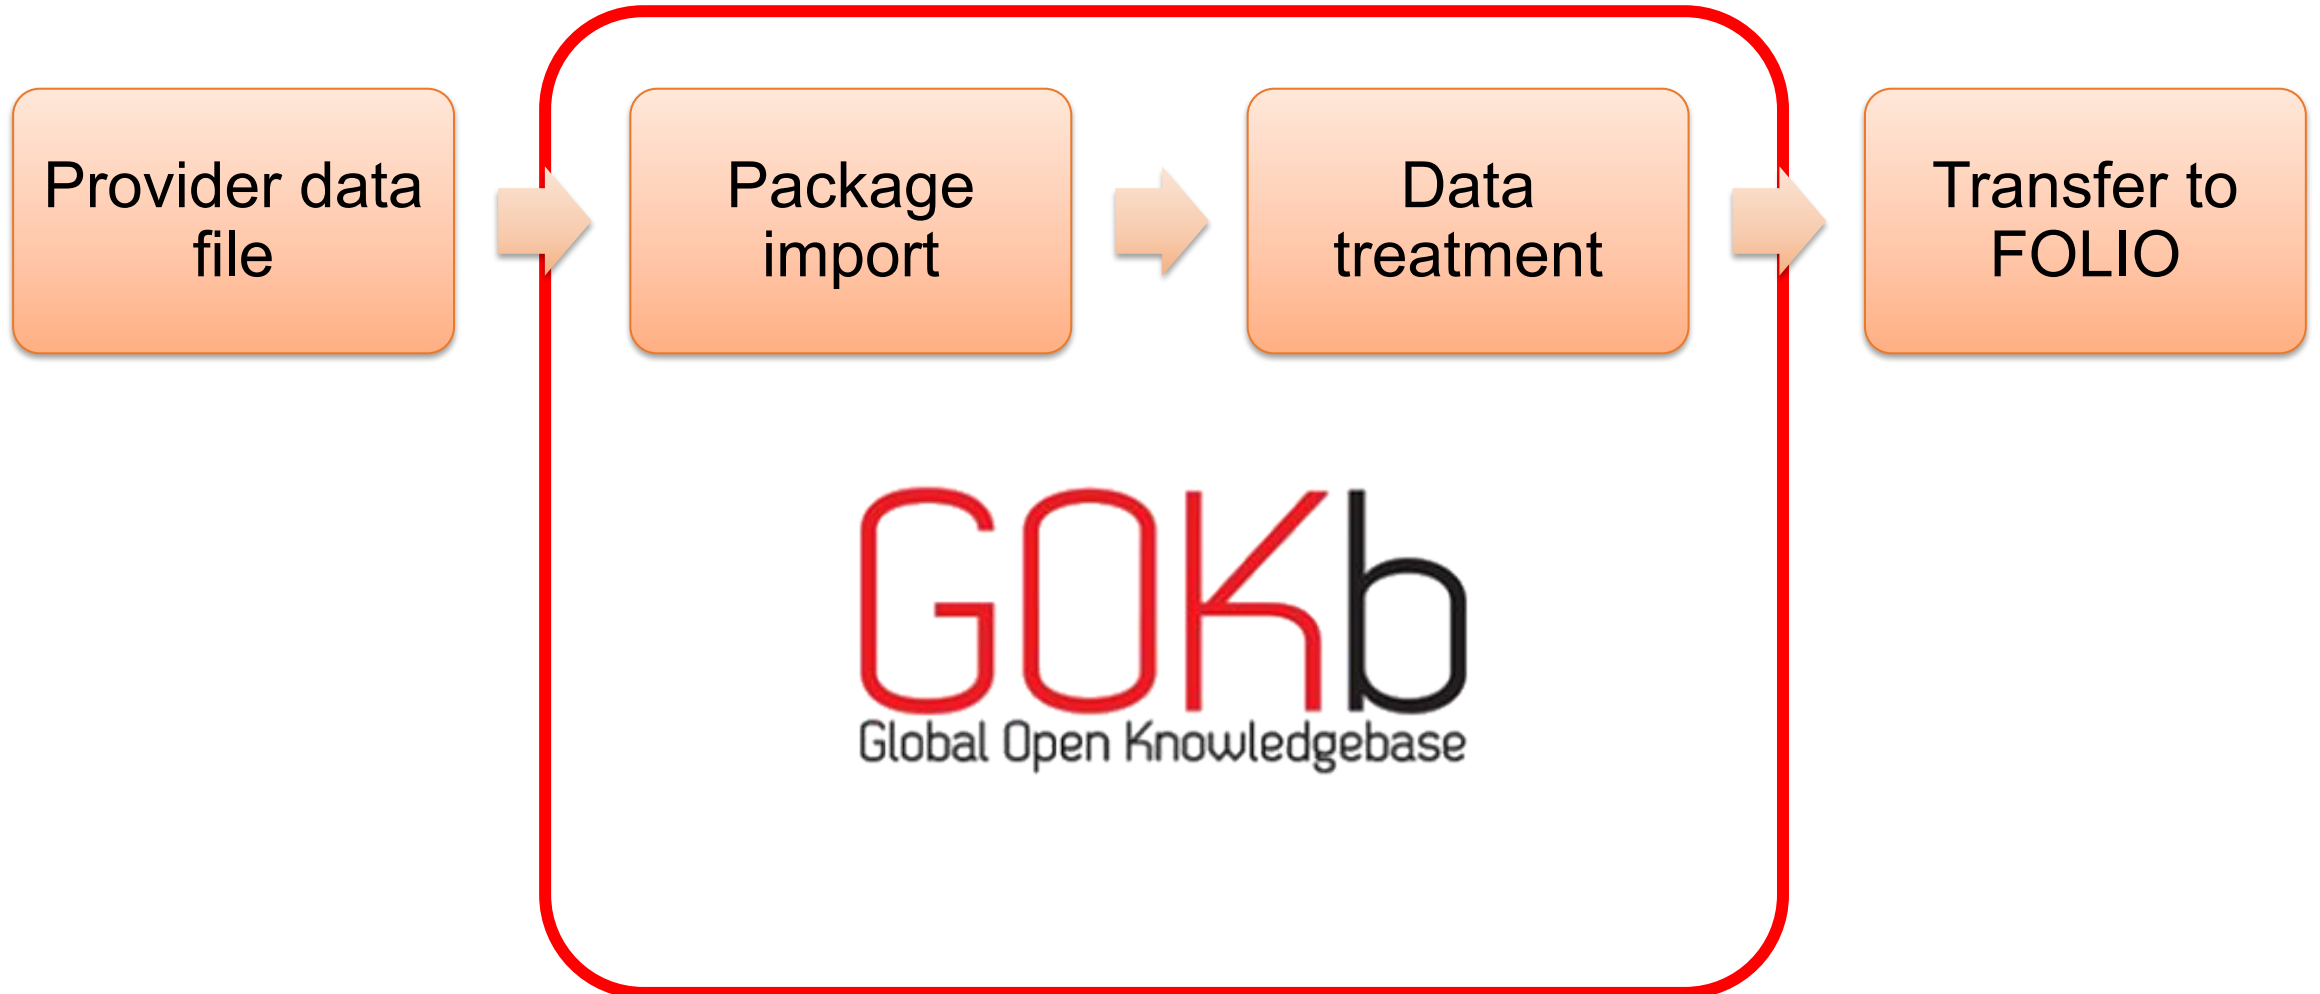 Provider data
file
Package
import
Data
treatment
Transfer to
FOLIO
GOKb
Global Open Knowledgebase